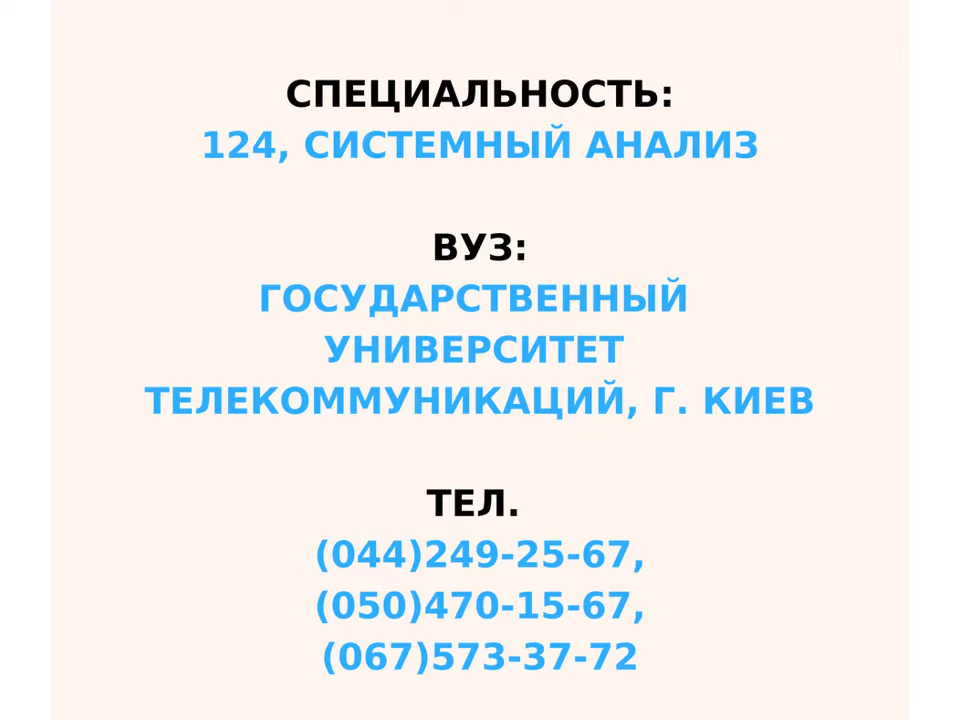 СПЕЦИАЛЬНОСТЬ:
124, СИСТЕМНЫЙ АНАЛИЗ
ВУЗ:
ГОСУДАРСТВЕННЫЙ
УНИВЕРСИТЕТ
ТЕЛЕКОММУНИКАЦИЙ, Г. КИЕВ
ТЕЛ.
(044)249-25-67,
(050)470-15-67,
(067)573-37-72